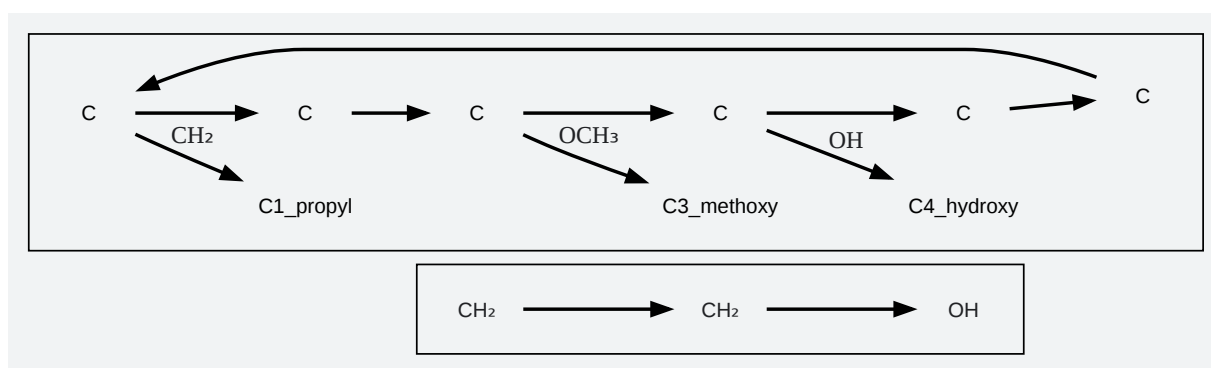 C C C C C C
CH₂ OCH₃ OH
C1_propyl C3_methoxy C4_hydroxy
CH₂ CH₂ OH